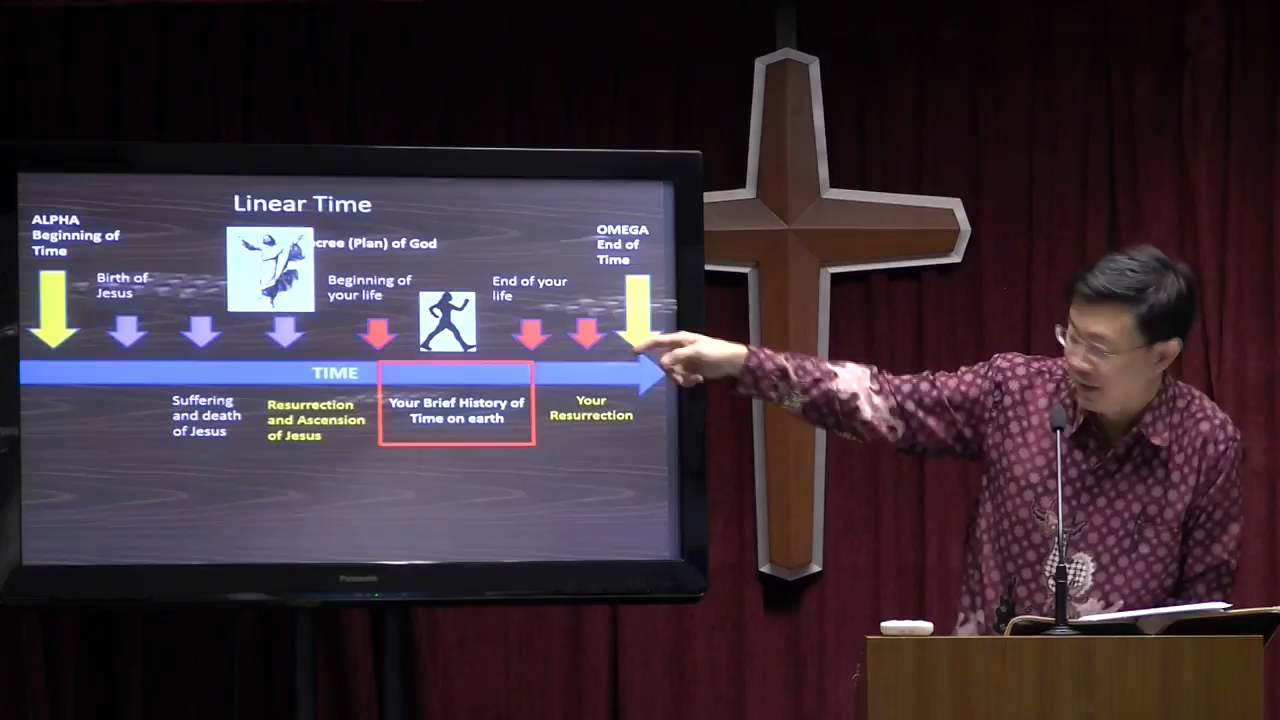 Linear Time
ALPHA
Beginning of
Time
(Plan) of God
OMEGA
End of
Time
Birth of
Jesus
Beginning of
your life
End of your
life
TIME
Suffering
and death
of Jesus
Resurrection
and Ascension
of Jesus
Your Brief History of
Time on earth
Your
Resurrection
Panasonic